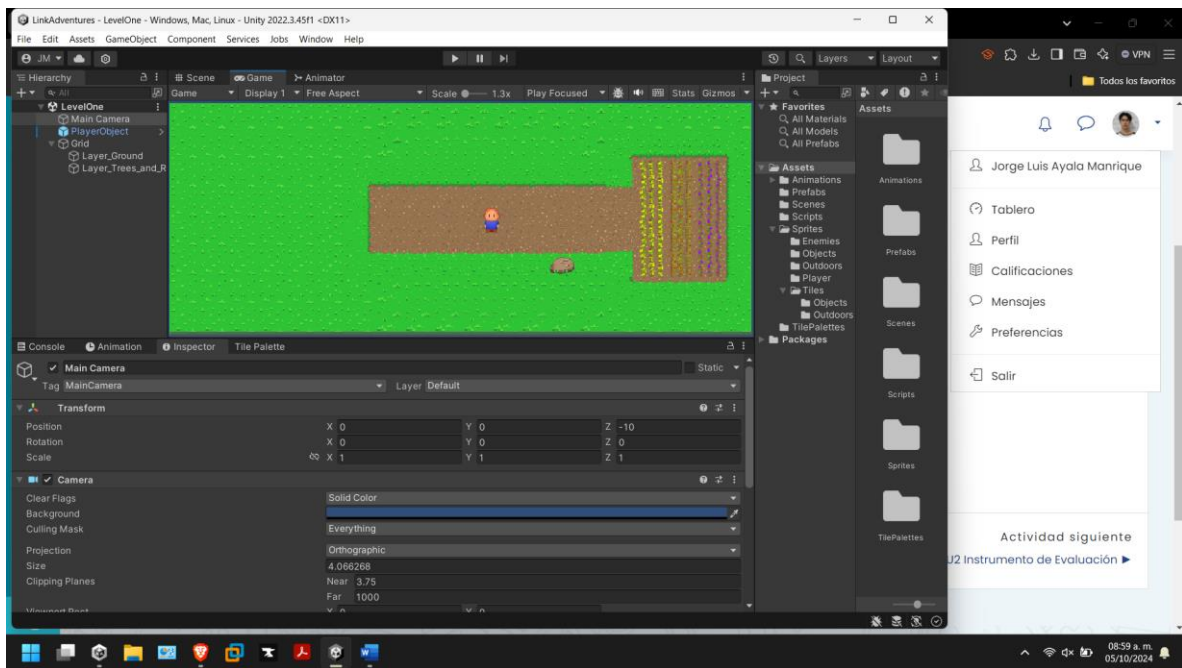 LinkAdventures - LevelOne - Windows, Mac, Linux - Unity 2022.3.45f1 <DX11>
File Edit Assets GameObject Component Services Jobs Window Help
JM Layers Layout
Hierarchy # Scene Game Animator Project
All Game Display 1 Free Aspect Scale 1.3x Play Focused Stats Gizmos
LevelOne
Main Camera
PlayerObject
Grid
Layer_Ground
Layer_Trees_and_R
Favorites
All Materials
All Models
All Prefabs
Assets
Animations
Prefabs
Scenes
Scripts
Sprites
Enemies
Objects
Outdoors
Player
Tiles
Objects
Outdoors
TilePalettes
Packages
Assets
Animations
Prefabs
Scenes
Scripts
Sprites
TilePalettes
Console Animation Inspector Tile Palette
Main Camera Static
Tag MainCamera Layer Default
Transform
Position X 0 Y 0 Z -10
Rotation X 0 Y 0 Z 0
Scale X 1 Y 1 Z 1
Camera
Clear Flags Solid Color
Background
Culling Mask Everything
Projection Orthographic
Size 4.066268
Clipping Planes Near 3.75
Far 1000
Viewport Rect X 0 Y 0
VPN
Todos los favoritos
Jorge Luis Ayala Manrique
Tablero
Perfil
Calificaciones
Mensajes
Preferencias
Salir
Actividad siguiente
U2 Instrumento de Evaluación ►
08:59 a. m.
05/10/2024